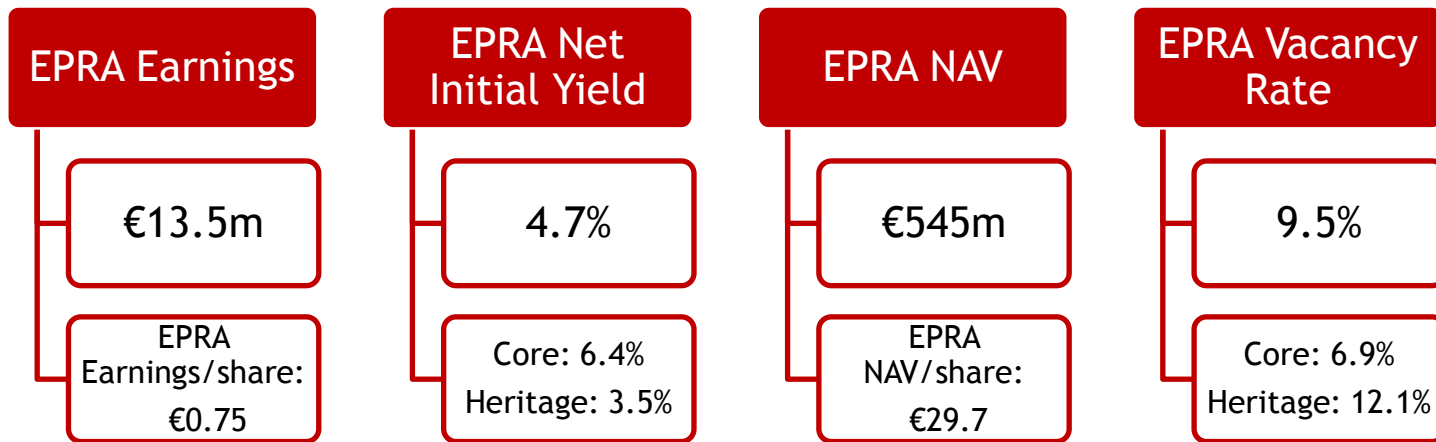 EPRA Earnings
€13.5m
EPRA
Earnings/share:
€0.75
EPRA Net
Initial Yield
4.7%
Core: 6.4%
Heritage: 3.5%
EPRA NAV
€545m
EPRA
NAV/share:
€29.7
EPRA Vacancy
Rate
9.5%
Core: 6.9%
Heritage: 12.1%